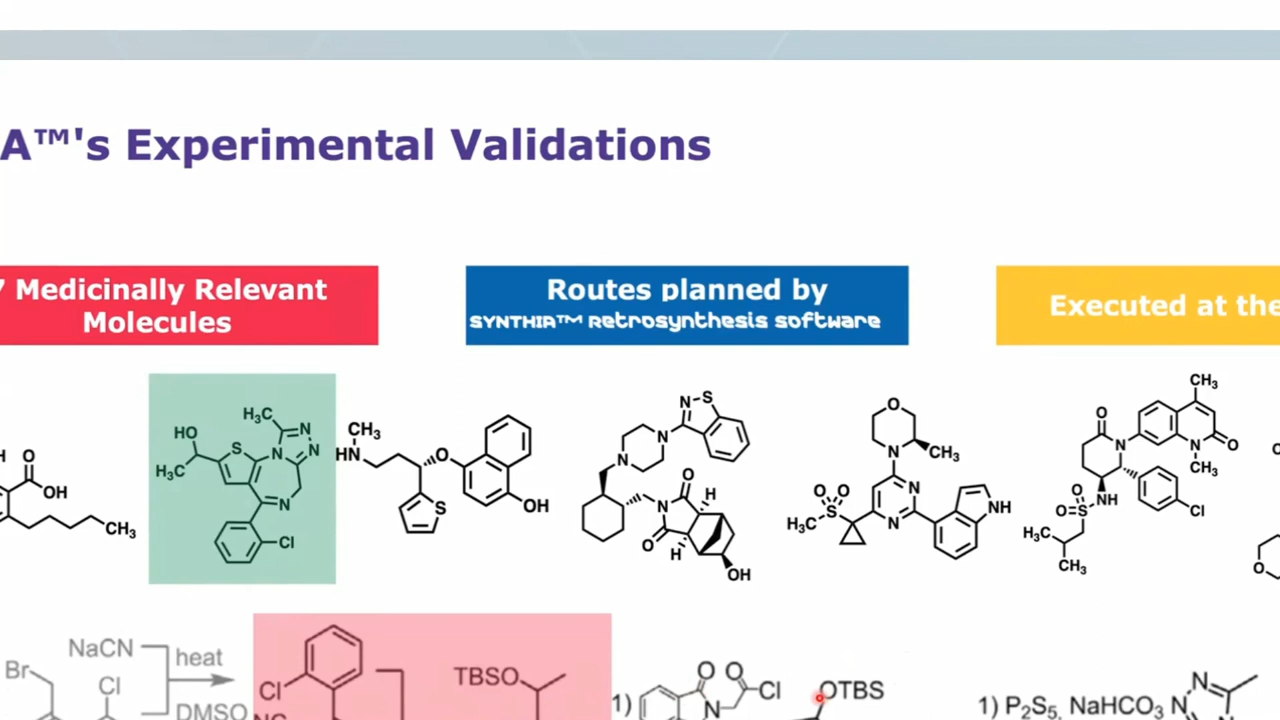 A™'s Experimental Validations
7 Medicinally Relevant
Molecules
Routes planned by
SYNTHIA™ Retrosynthesis software
Executed at the
H
O
OH
CH3
HO
H3C
H3C
S
N
N
N
N
Cl
CH3
HN
O
S
OH
N
S
N
N
O
N
O
H
H
OH
O
N
CH3
O
O
S
H3C
N
N
NH
CH3
O
N
N
O
CH3
NH
O
O
S
H3C
CH3
Cl
O
O
NaCN
Br
Cl
heat
DMSO
Cl
NC
TBSO
1)
O
O
Cl
N
OTBS
1) P2S5, NaHCO3
N
N
N